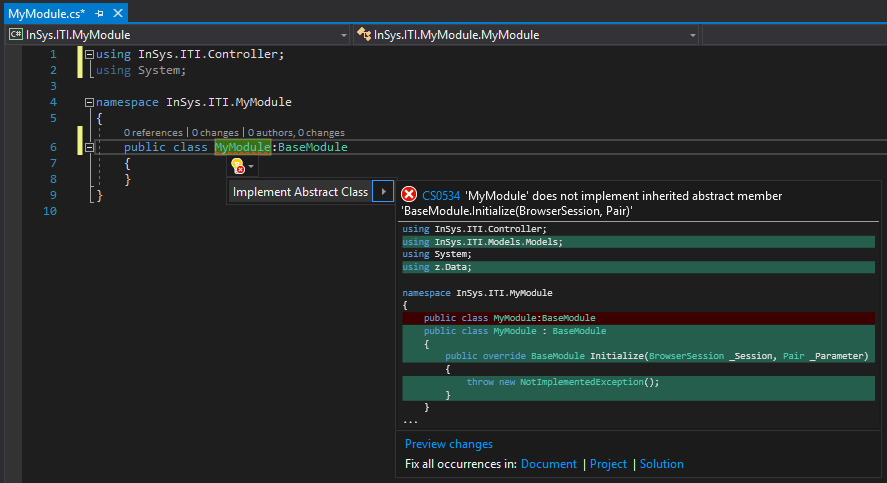 MyModule.cs*
InSys.ITI.MyModule
InSys.ITI.MyModule.MyModule
1 using InSys.ITI.Controller;
2 using System;
3
4 namespace InSys.ITI.MyModule
5 {
0 references | 0 changes | 0 authors, 0 changes
6 public class MyModule:BaseModule
7 {
8 }
9 }
10
Implement Abstract Class
CS0534 'MyModule' does not implement inherited abstract member
'BaseModule.Initialize(BrowserSession, Pair)'
using InSys.ITI.Controller;
using InSys.ITI.Models.Models;
using System;
using z.Data;
namespace InSys.ITI.MyModule
{
public class MyModule:BaseModule
public class MyModule : BaseModule
{
public override BaseModule Initialize(BrowserSession _Session, Pair _Parameter)
{
throw new NotImplementedException();
}
}
...
Preview changes
Fix all occurrences in: Document | Project | Solution